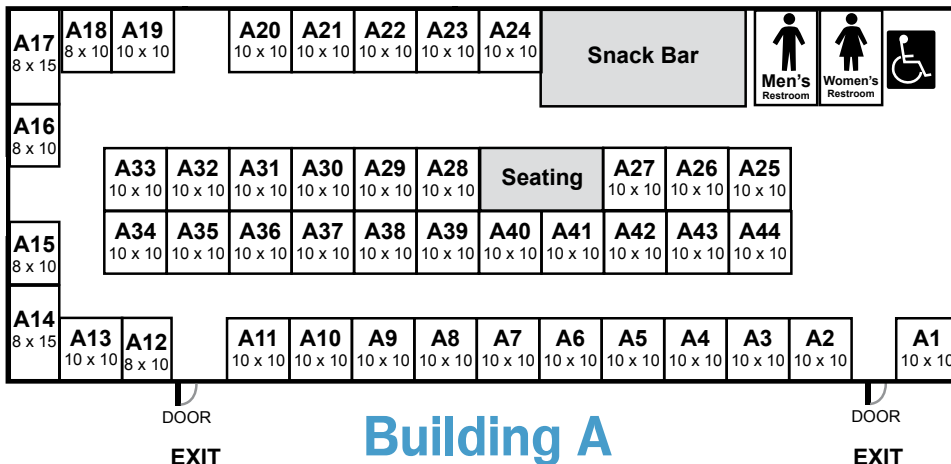 A17
8 x 15
A18
8 x 10
A19
10 x 10
A20
10 x 10
A21
10 x 10
A22
10 x 10
A23
10 x 10
A24
10 x 10
Snack Bar
Men's
Restroom
Women's
Restroom
A16
8 x 10
A33
10 x 10
A32
10 x 10
A31
10 x 10
A30
10 x 10
A29
10 x 10
A28
10 x 10
Seating
A27
10 x 10
A26
10 x 10
A25
10 x 10
A34
10 x 10
A35
10 x 10
A36
10 x 10
A37
10 x 10
A38
10 x 10
A39
10 x 10
A40
10 x 10
A41
10 x 10
A42
10 x 10
A43
10 x 10
A44
10 x 10
A15
8 x 10
A14
8 x 15
A13
10 x 10
A12
8 x 10
A11
10 x 10
A10
10 x 10
A9
10 x 10
A8
10 x 10
A7
10 x 10
A6
10 x 10
A5
10 x 10
A4
10 x 10
A3
10 x 10
A2
10 x 10
A1
10 x 10
DOOR
DOOR
Building A
EXIT
EXIT